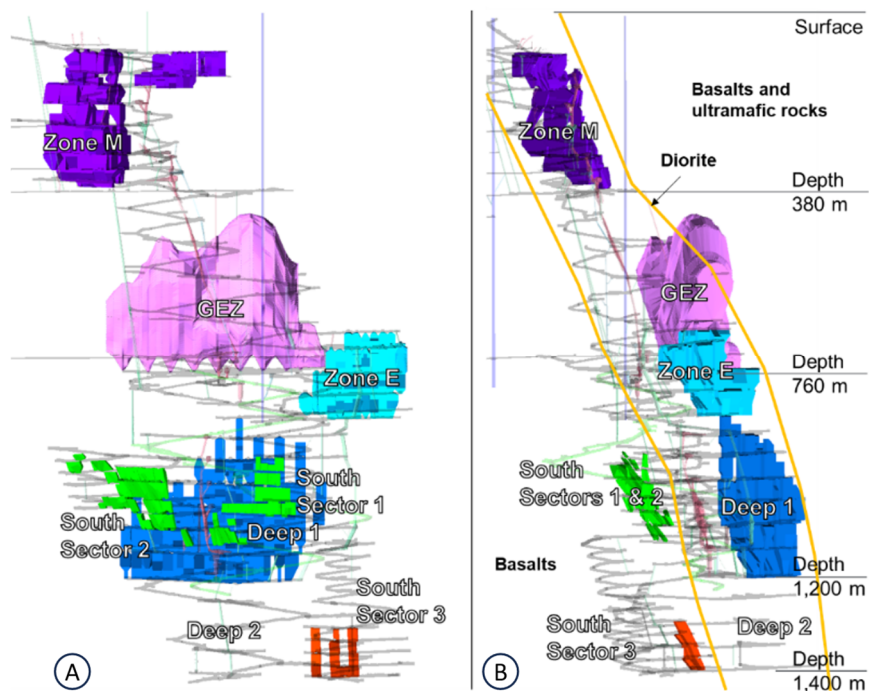 Zone M
GEZ
Zone E
South
Sector 1
South
Sector 2
Deep 1
South
Sector 3
Deep 2
A
Surface
Basalts and
ultramafic rocks
Zone M
Diorite
Depth
380 m
GEZ
Zone E
Depth
760 m
South
Sectors 1 & 2
Deep 1
Basalts
Depth
1,200 m
South
Sector 3
Deep 2
Depth
1,400 m
B